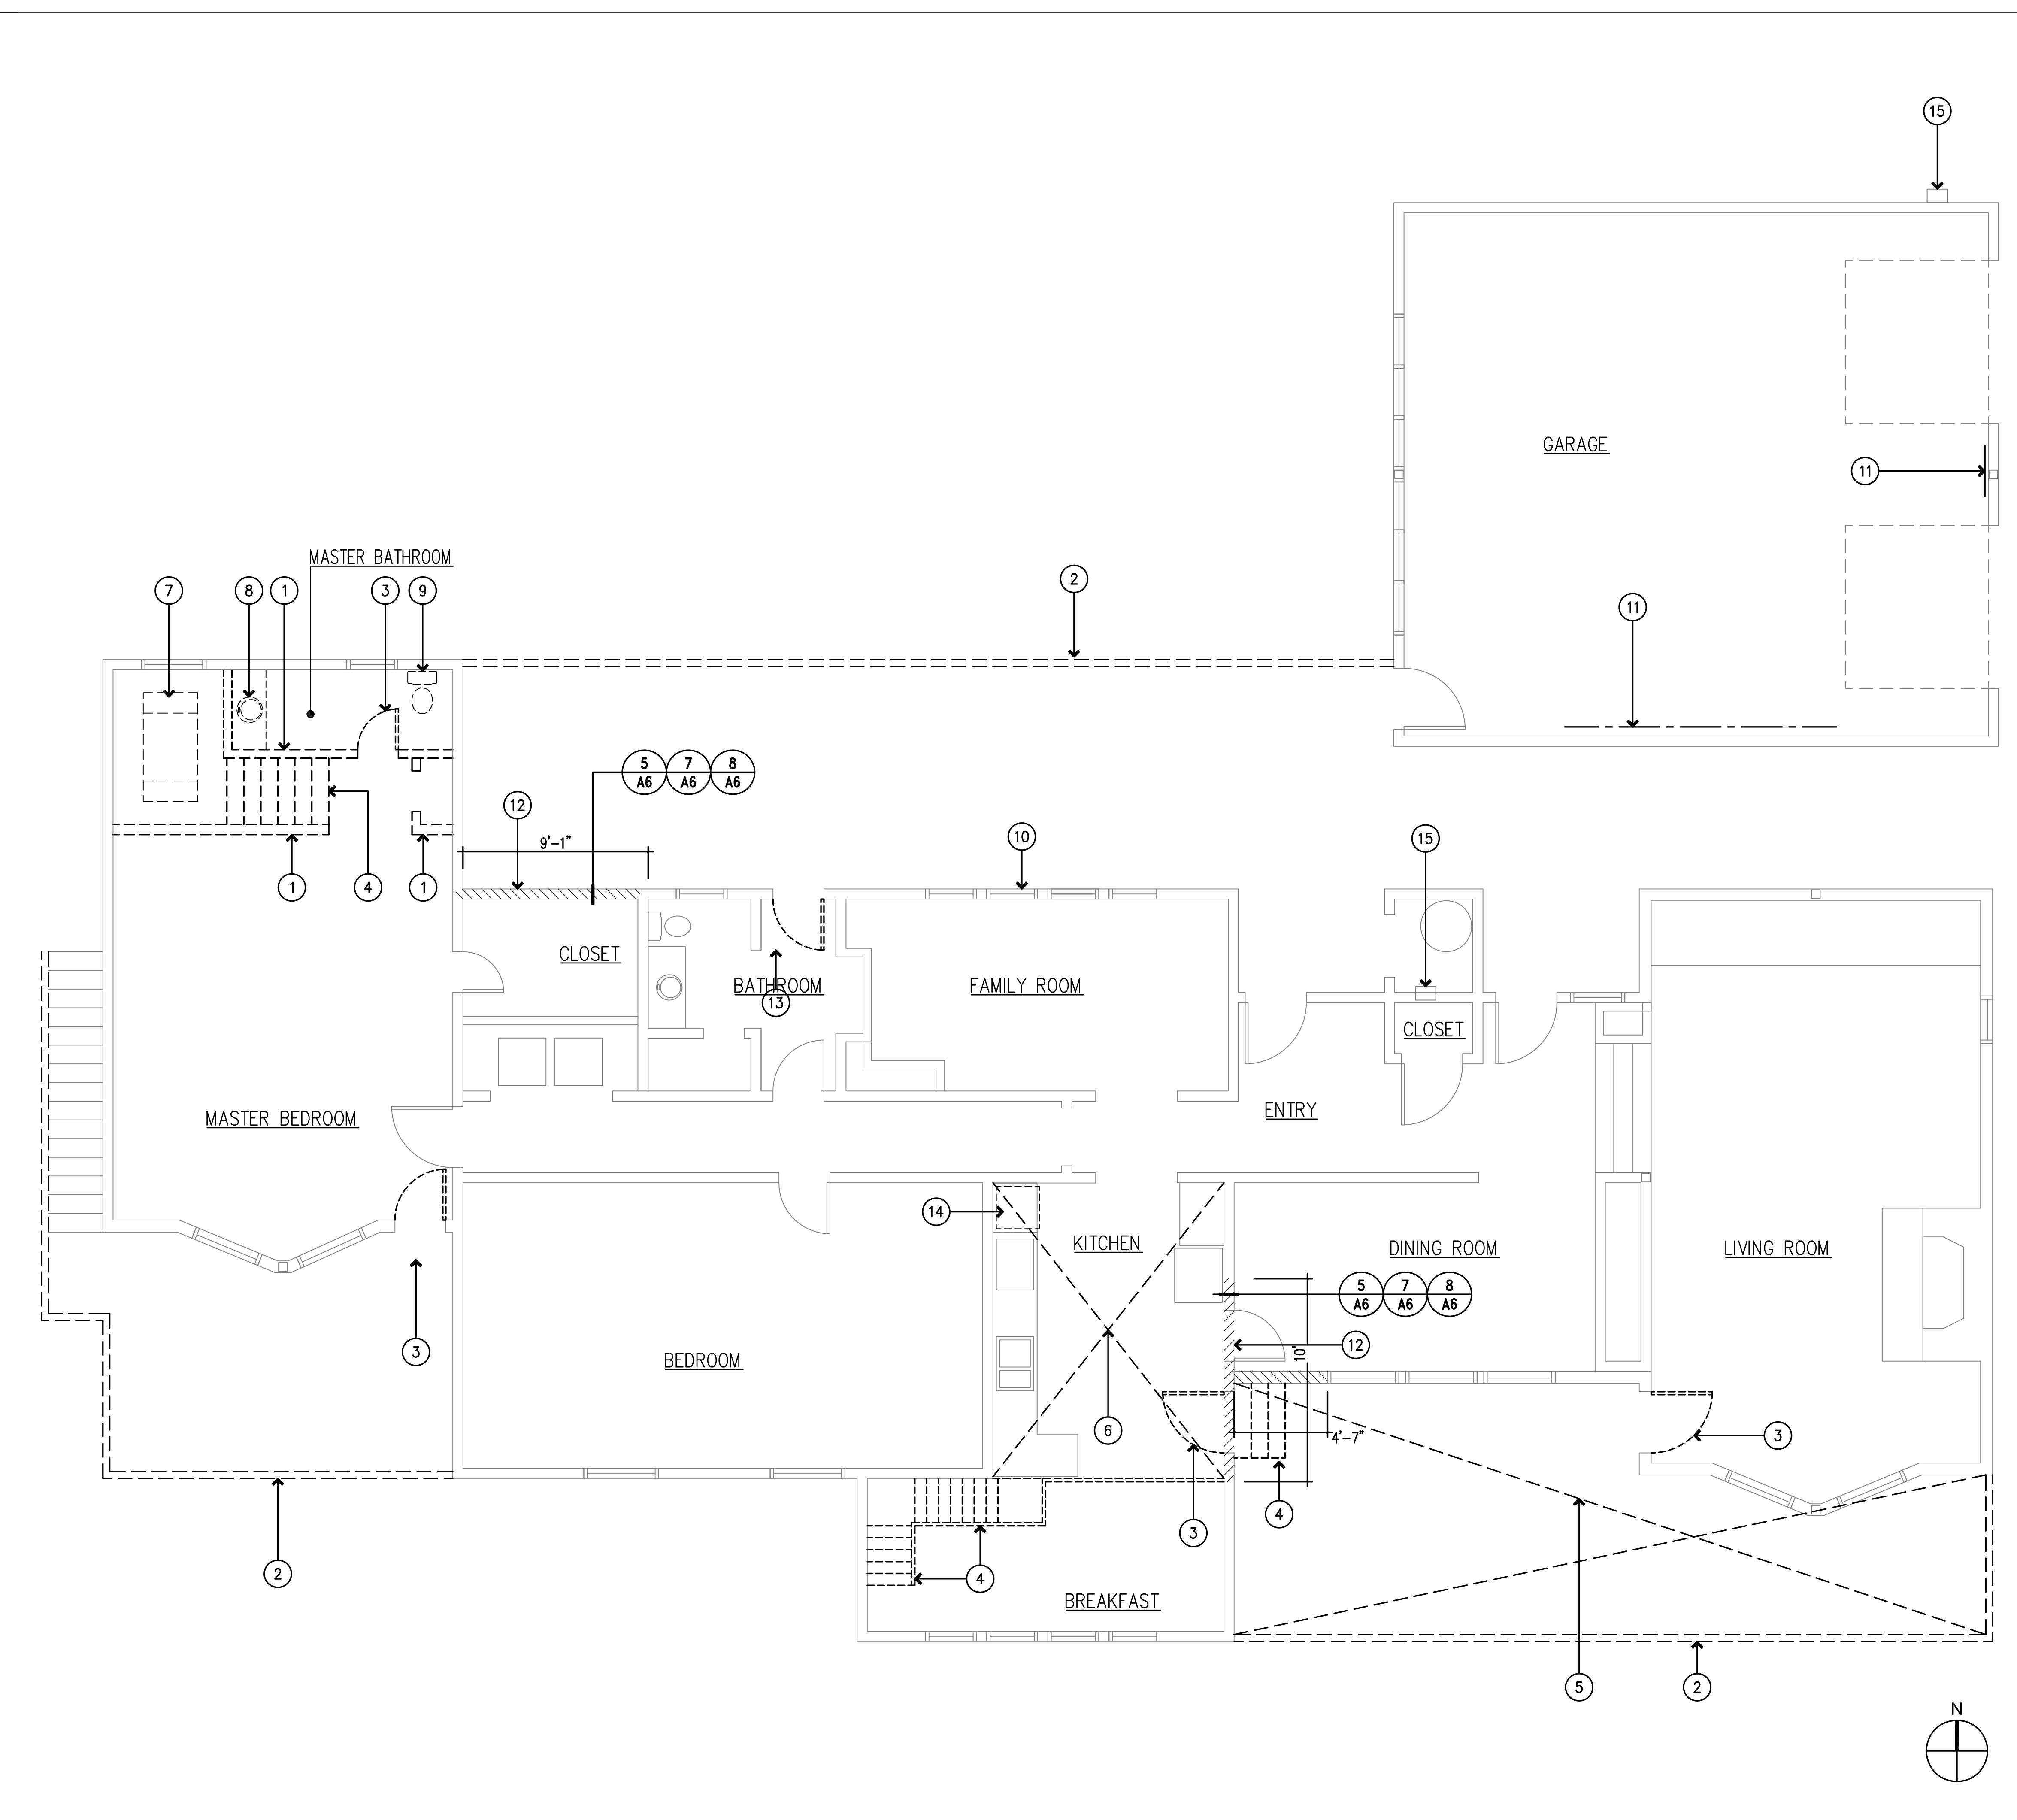 15
GARAGE
11
MASTER BATHROOM
7 8 1 3 9
2
11
5 7 8
A6 A6 A6
12
9'-1"
10
15
1 4 1
CLOSET
BATHROOM
13
FAMILY ROOM
CLOSET
MASTER BEDROOM
ENTRY
14
KITCHEN
DINING ROOM
LIVING ROOM
5 7 8
A6 A6 A6
12
10'
3
BEDROOM
6
4'-7"
3
3
4
2
4
BREAKFAST
5
2
N